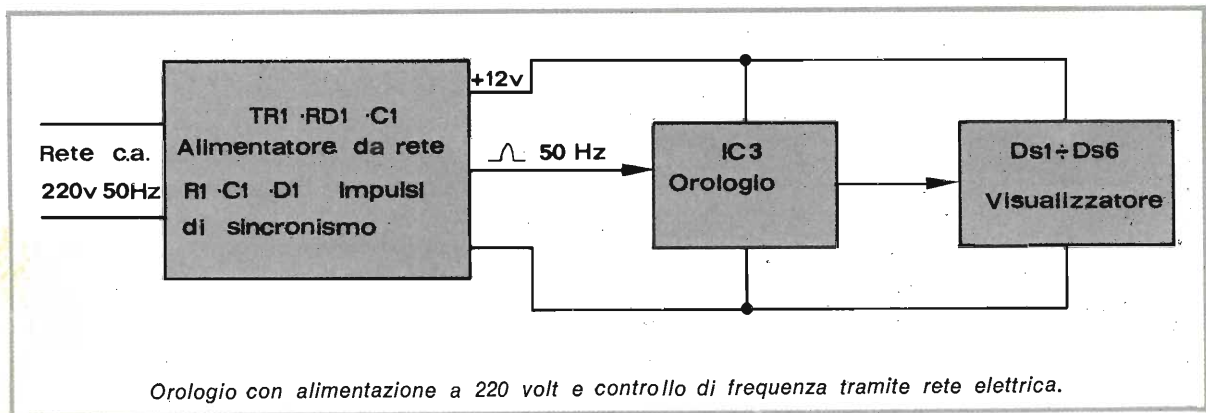 Rete c.a.
220v 50Hz
TR1 ·RD1 ·C1
Alimentatore da rete
R1 ·C1 ·D1 Impulsi
di sincronismo
+12v
50 Hz
IC3
Orologio
Ds1÷Ds6
Visualizzatore
Orologio con alimentazione a 220 volt e controllo di frequenza tramite rete elettrica.